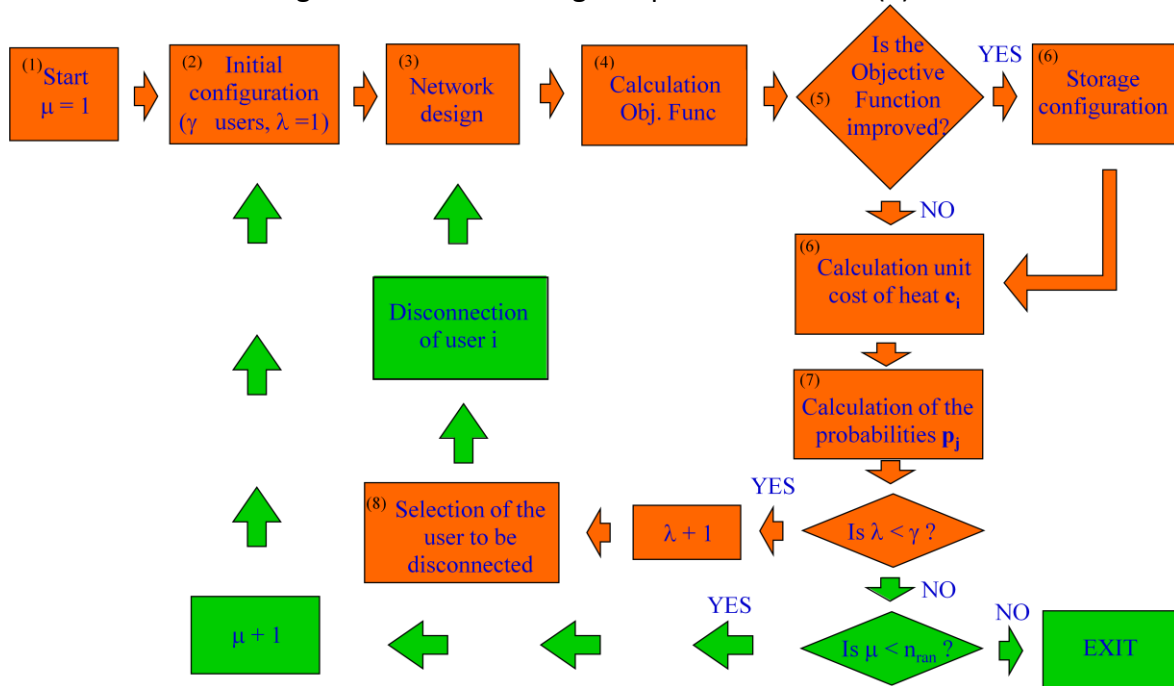 (1) Start
μ = 1
(2) Initial
configuration
(γ users, λ =1)
(3)
Network
design
(4)
Calculation
Obj. Func
Is the
Objective
(5) Function
improved?
YES
(6)
Storage
configuration
NO
(6)
Calculation unit
cost of heat cᵢ
(7)
Calculation of the
probabilities pⱼ
Is λ < γ ?
YES
λ + 1
(8) Selection of the
user to be
disconnected
Disconnection
of user i
NO
Is μ < nran ?
YES
μ + 1
NO
EXIT